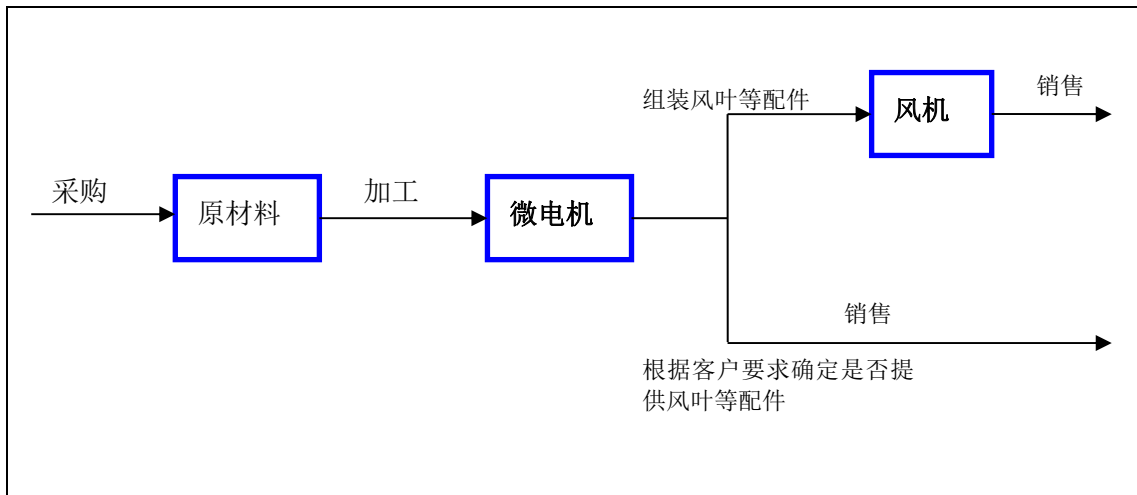 采购
原材料
加工
微电机
组装风叶等配件
风机
销售
销售
根据客户要求确定是否提
供风叶等配件